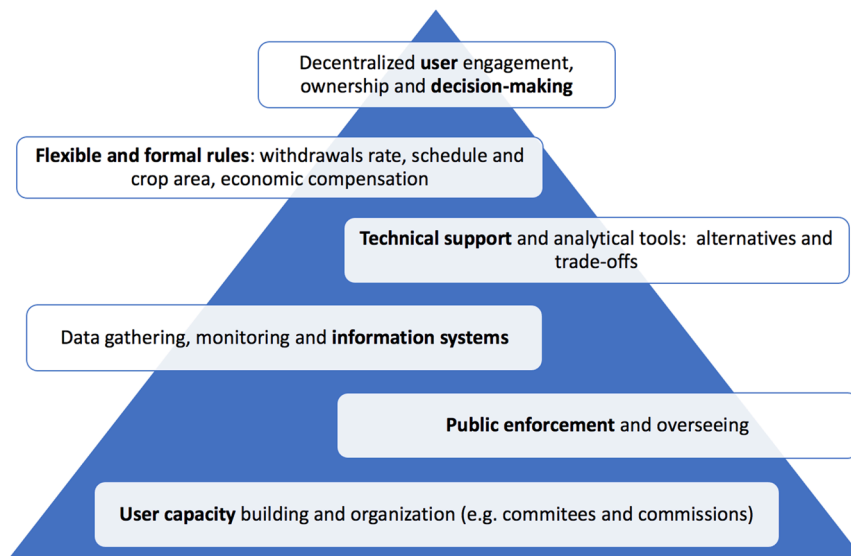 Decentralized user engagement,
ownership and decision-making
Flexible and formal rules: withdrawals rate, schedule and
crop area, economic compensation
Technical support and analytical tools: alternatives and
trade-offs
Data gathering, monitoring and information systems
Public enforcement and overseeing
User capacity building and organization (e.g. commitees and commissions)